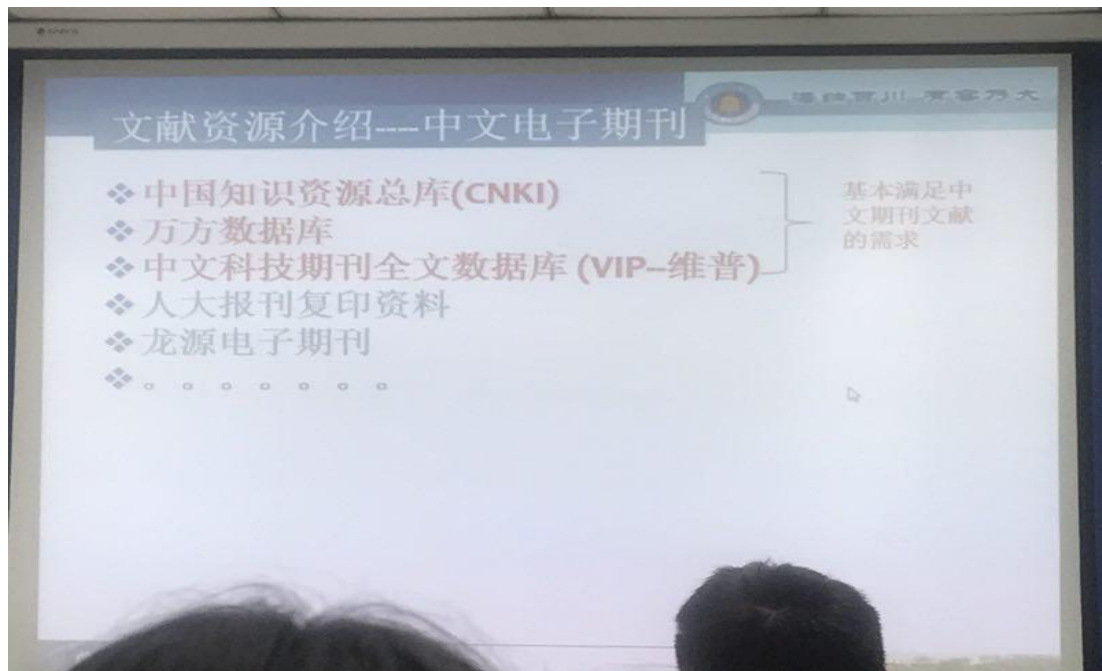 海纳百川 有容乃大
文献资源介绍----中文电子期刊
中国知识资源总库(CNKI)
万方数据库
中文科技期刊全文数据库 (VIP--维普)
人大报刊复印资料
龙源电子期刊
。。。。。。。
基本满足中
文期刊文献
的需求